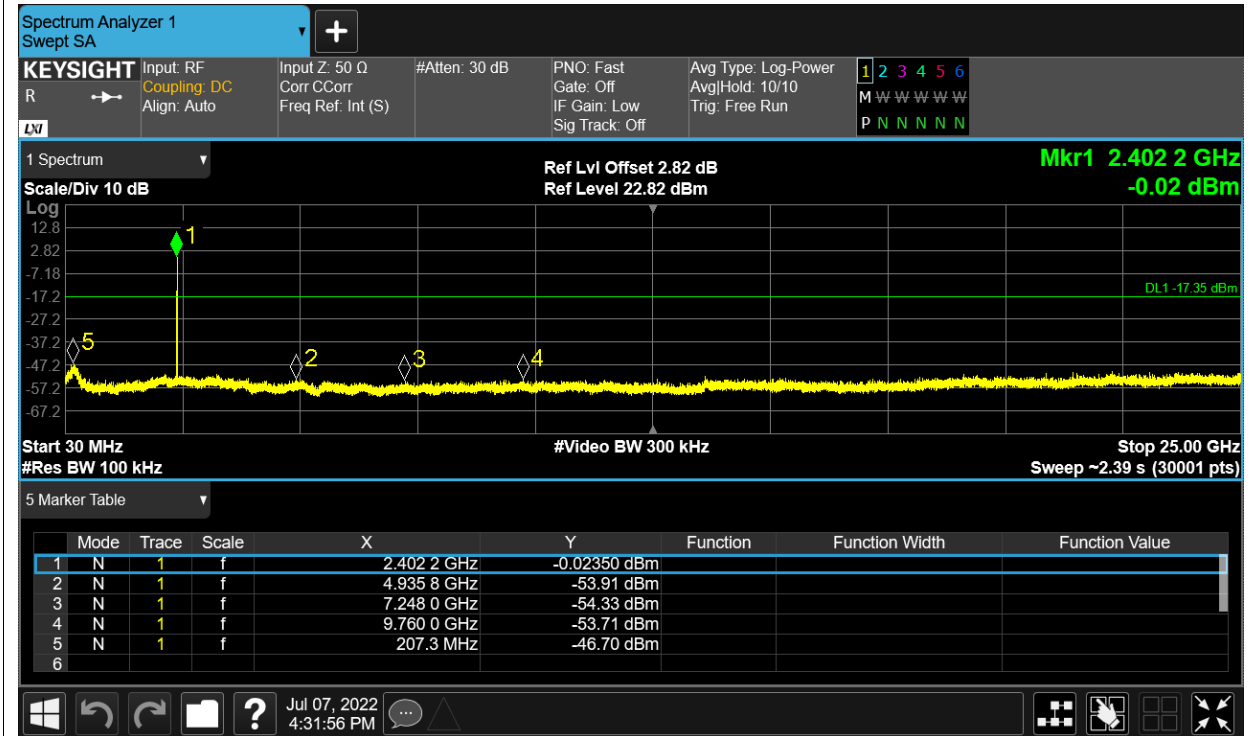 Spectrum Analyzer 1
Swept SA
KEYSIGHT Input: RF Input Z: 50 Ω #Atten: 30 dB PNO: Fast Avg Type: Log-Power 1 2 3 4 5 6
R Coupling: DC Corr CCorr Gate: Off Avg|Hold: 10/10 M W W W W W
Align: Auto Freq Ref: Int (S) IF Gain: Low Trig: Free Run
LXI Sig Track: Off P N N N N N
1 Spectrum Ref Lvl Offset 2.82 dB Mkr1 2.402 2 GHz
Scale/Div 10 dB Ref Level 22.82 dBm -0.02 dBm
Log
12.8
1
2.82
-7.18
DL1 -17.35 dBm
-17.2
-27.2
-37.2 5
-47.2 2 3 4
-57.2
-67.2
Start 30 MHz #Video BW 300 kHz Stop 25.00 GHz
#Res BW 100 kHz Sweep ~2.39 s (30001 pts)
5 Marker Table
Mode Trace Scale X Y Function Function Width Function Value
1 N 1 f 2.402 2 GHz -0.02350 dBm
2 N 1 f 4.935 8 GHz -53.91 dBm
3 N 1 f 7.248 0 GHz -54.33 dBm
4 N 1 f 9.760 0 GHz -53.71 dBm
5 N 1 f 207.3 MHz -46.70 dBm
6
? Jul 07, 2022
4:31:56 PM